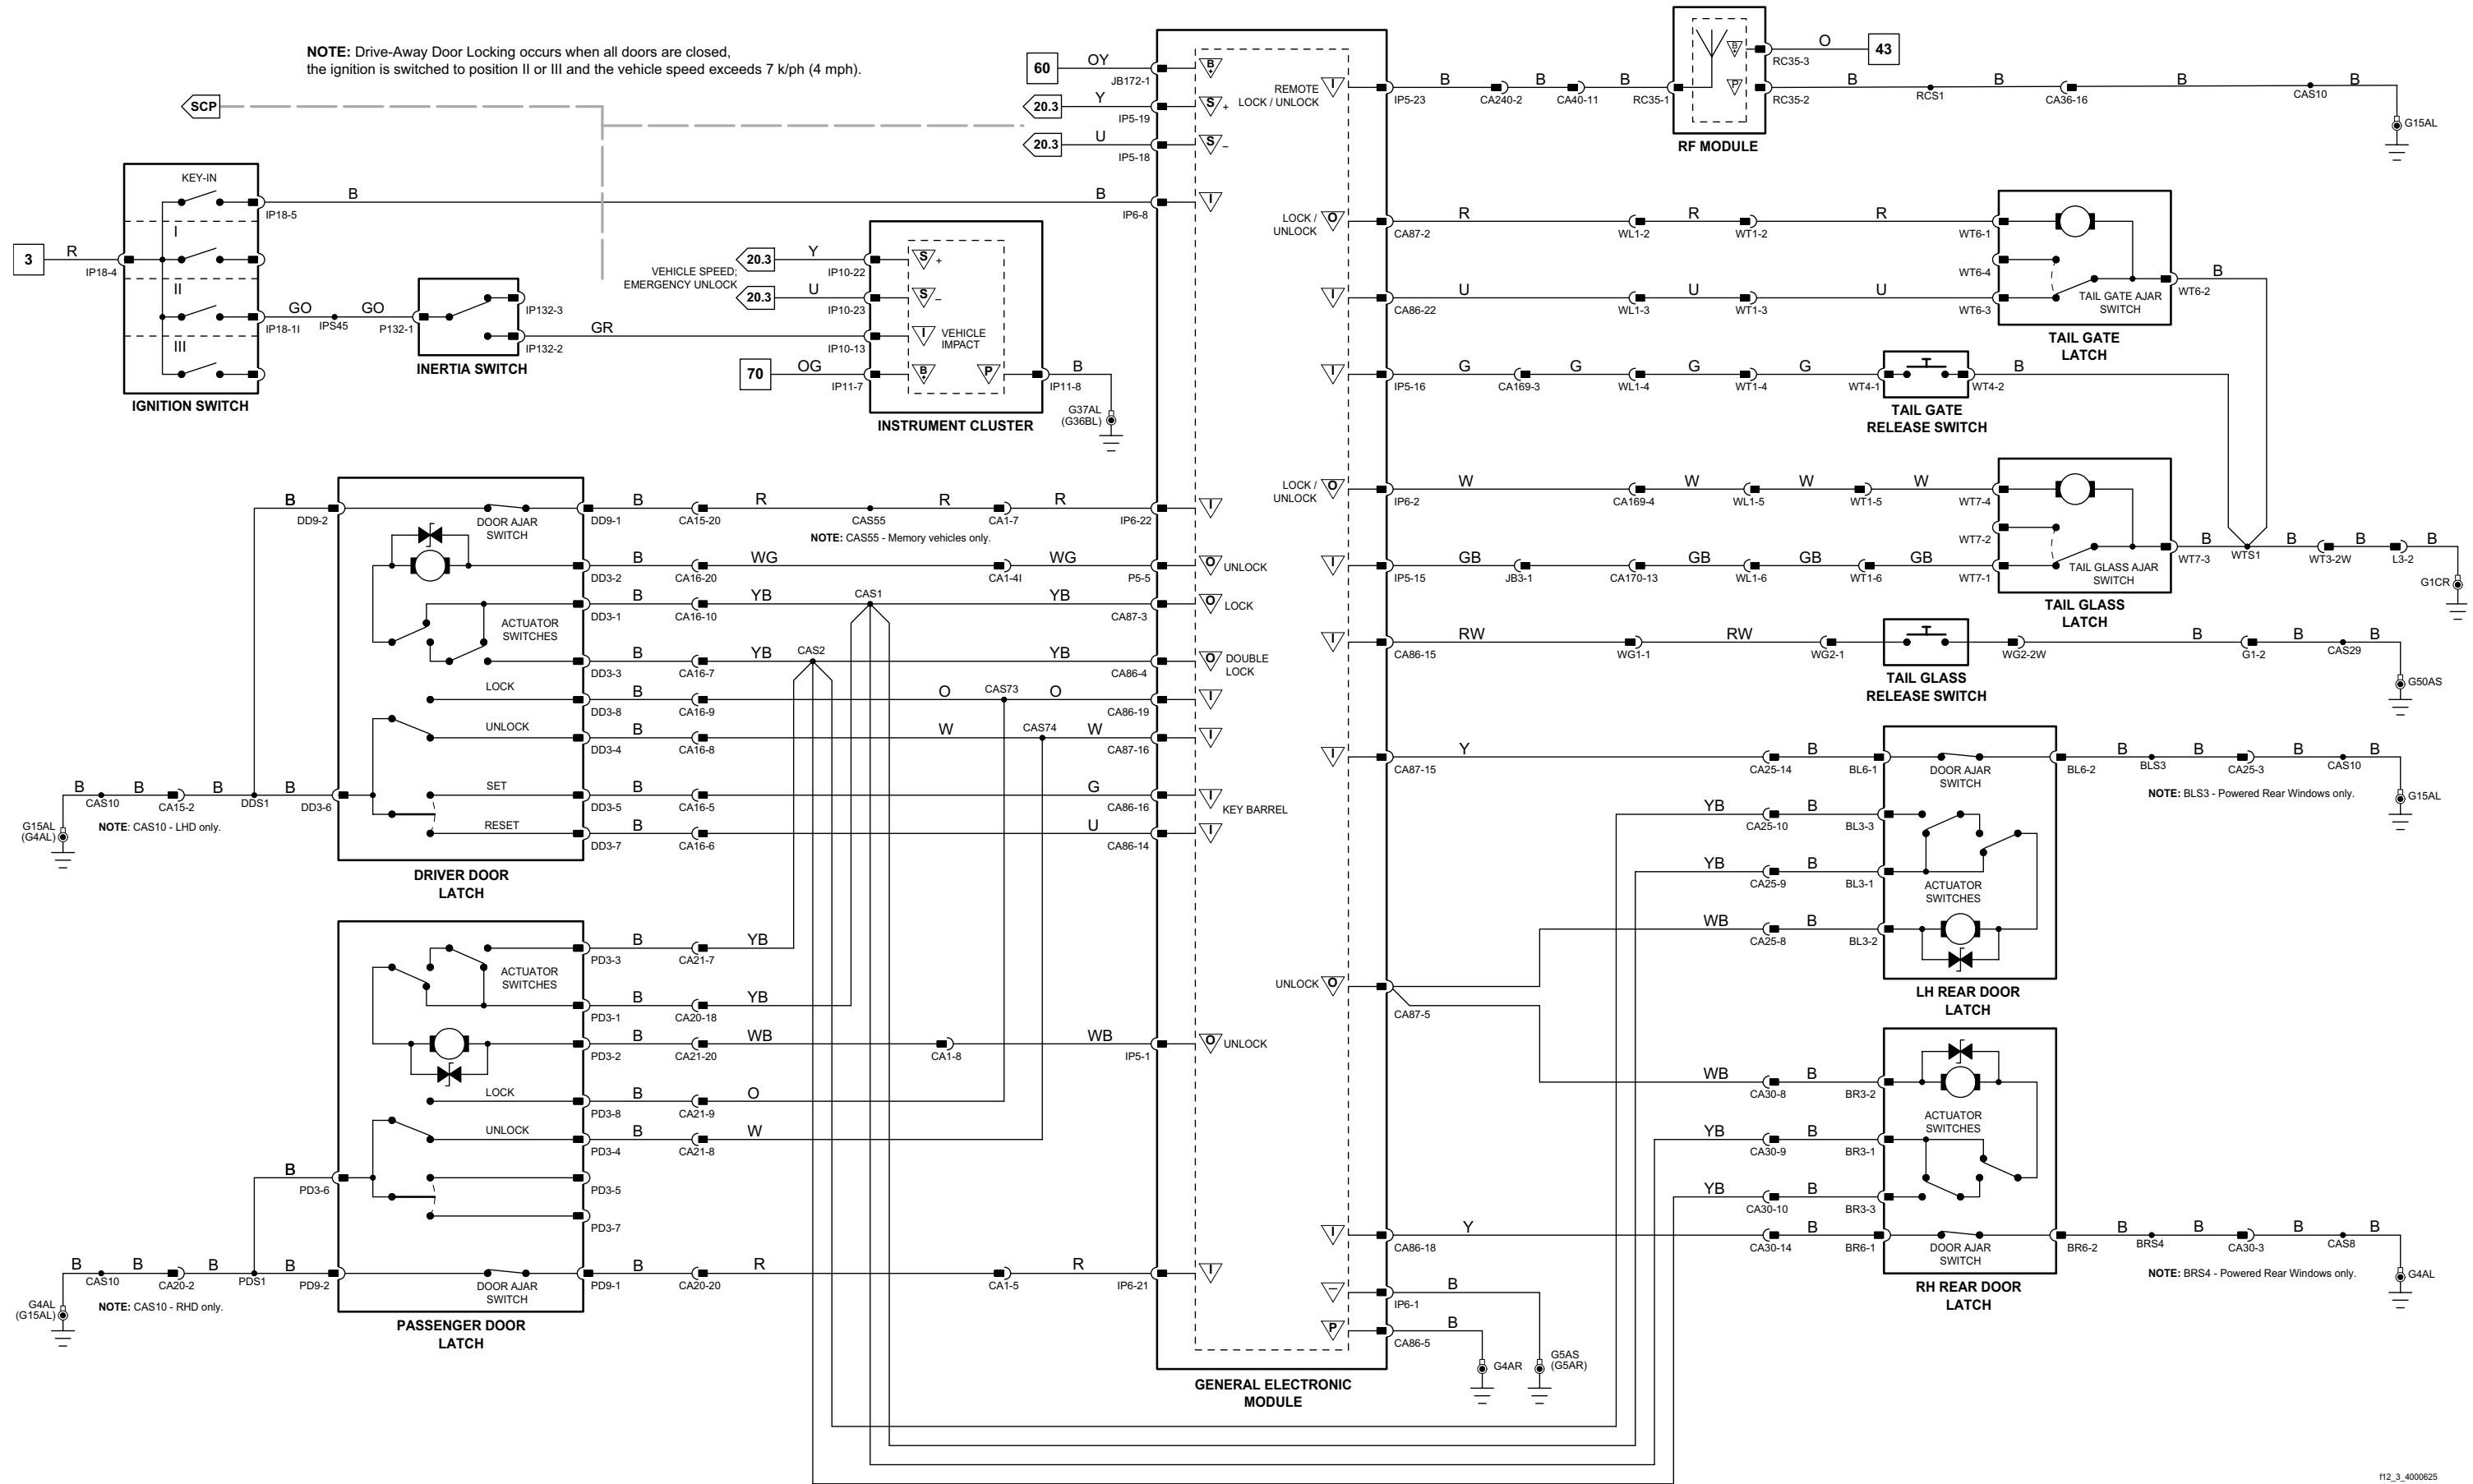 NOTE: Drive-Away Door Locking occurs when all doors are closed,
the ignition is switched to position II or III and the vehicle speed exceeds 7 k/ph (4 mph).
SCP
60 OY JB172-1 B+
20.3 Y IP5-19 S +
20.3 U IP5-18 S –
KEY-IN
I
II
III
3 R IP18-4
IP18-5 B B IP6-8 I
IP18-1I GO IPS45 GO P132-1
IP132-3
IP132-2 GR IP10-13 I VEHICLE
IMPACT
IGNITION SWITCH
INERTIA SWITCH
VEHICLE SPEED;
EMERGENCY UNLOCK
20.3 Y IP10-22 S +
20.3 U IP10-23 S –
70 OG IP11-7 B+
P IP11-8 B
G37AL
(G36BL)
INSTRUMENT CLUSTER
B DD9-2
DOOR AJAR
SWITCH
DD9-1 B CA15-20 R CAS55 R CA1-7 R IP6-22 I
NOTE: CAS55 - Memory vehicles only.
DD3-2 B CA16-20 WG CA1-4I WG P5-5 O UNLOCK
ACTUATOR
SWITCHES
DD3-1 B CA16-10 YB CAS1 YB CA87-3 O LOCK
DD3-3 B CA16-7 YB CAS2 YB CA86-4 O DOUBLE
LOCK
LOCK DD3-8 B CA16-9 O CAS73 O CA86-19 I
UNLOCK DD3-4 B CA16-8 W CAS74 W CA87-16 I
SET DD3-5 B CA16-5 G CA86-16 I
KEY BARREL
RESET DD3-7 B CA16-6 U CA86-14 I
B CAS10 B CA15-2 B DDS1 B DD3-6
G15AL
(G4AL)
NOTE: CAS10 - LHD only.
DRIVER DOOR
LATCH
ACTUATOR
SWITCHES
PD3-3 B CA21-7 YB
PD3-1 B CA20-18 YB
PD3-2 B CA21-20 WB CA1-8 WB IP5-1 O UNLOCK
LOCK PD3-8 B CA21-9 O
UNLOCK PD3-4 B CA21-8 W
B PD3-6
PD3-5
PD3-7
B CAS10 B CA20-2 B PDS1 B PD9-2
DOOR AJAR
SWITCH
PD9-1 B CA20-20 R CA1-5 R IP6-21 I
G4AL
(G15AL)
NOTE: CAS10 - RHD only.
PASSENGER DOOR
LATCH
REMOTE
LOCK / UNLOCK
I IP5-23 B CA240-2 B CA40-11 B RC35-1
B+ RC35-3 O 43
P RC35-2 B RCS1 B CA36-16 B CAS10 B
G15AL
RF MODULE
LOCK /
UNLOCK
O CA87-2 R WL1-2 R WT1-2 R WT6-1
WT6-4
I CA86-22 U WL1-3 U WT1-3 U WT6-3
TAIL GATE AJAR
SWITCH
WT6-2 B
TAIL GATE
LATCH
I IP5-16 G CA169-3 G WL1-4 G WT1-4 G WT4-1
WT4-2 B
TAIL GATE
RELEASE SWITCH
LOCK /
UNLOCK
O IP6-2 W CA169-4 W WL1-5 W WT1-5 W WT7-4
WT7-2
I IP5-15 GB JB3-1 CA170-13 GB WL1-6 GB WT1-6 GB WT7-1
TAIL GLASS AJAR
SWITCH
WT7-3 B WTS1 B WT3-2W B L3-2 B
G1CR
TAIL GLASS
LATCH
I CA86-15 RW WG1-1 RW WG2-1
WG2-2W B G1-2 B CAS29 B
G50AS
TAIL GLASS
RELEASE SWITCH
I CA87-15 Y CA25-14 B BL6-1
DOOR AJAR
SWITCH
BL6-2 B BLS3 B CA25-3 B CAS10 B
NOTE: BLS3 - Powered Rear Windows only.
G15AL
YB CA25-10 B BL3-3
YB CA25-9 B BL3-1
ACTUATOR
SWITCHES
WB CA25-8 B BL3-2
LH REAR DOOR
LATCH
UNLOCK O CA87-5
WB CA30-8 B BR3-2
ACTUATOR
SWITCHES
YB CA30-9 B BR3-1
YB CA30-10 B BR3-3
I CA86-18 Y CA30-14 B BR6-1
DOOR AJAR
SWITCH
BR6-2 B BRS4 B CA30-3 B CAS8 B
NOTE: BRS4 - Powered Rear Windows only.
G4AL
RH REAR DOOR
LATCH
– IP6-1 B
P CA86-5 B
G4AR
G5AS
(G5AR)
GENERAL ELECTRONIC
MODULE
f12_3_4000625